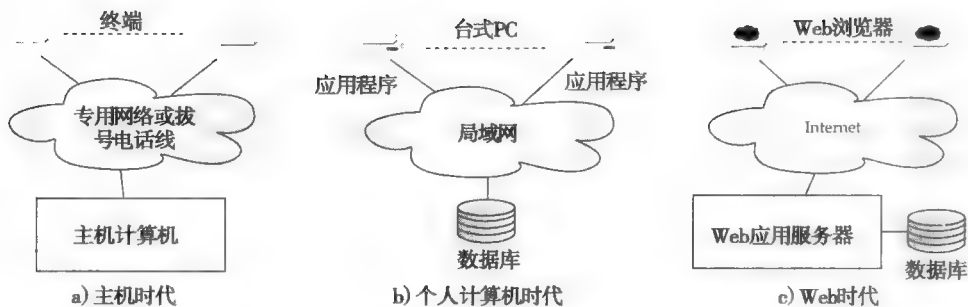 终端
专用网络或拔
号电话线
主机计算机
a) 主机时代
台式PC
应用程序
应用程序
局域网
数据库
b) 个人计算机时代
Web浏览器
Internet
Web应用服务器
数据库
c) Web时代